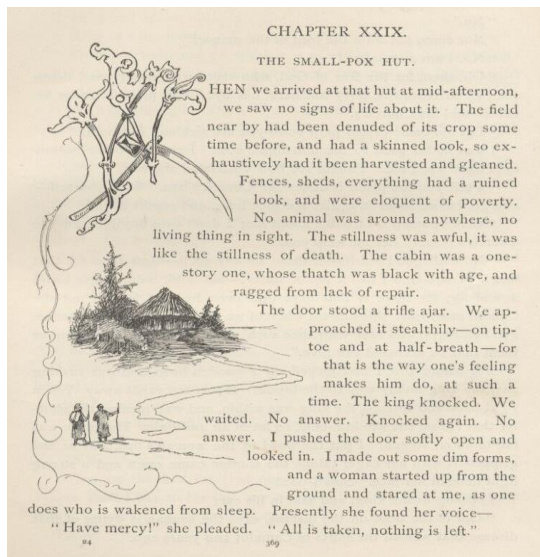 CHAPTER XXIX.
THE SMALL-POX HUT.
WHEN we arrived at that hut at mid-afternoon,
we saw no signs of life about it. The field
near by had been denuded of its crop some
time before, and had a skinned look, so ex-
haustively had it been harvested and gleaned.
Fences, sheds, everything had a ruined
look, and were eloquent of poverty.
No animal was around anywhere, no
living thing in sight. The stillness was awful, it was
like the stillness of death. The cabin was a one-
story one, whose thatch was black with age, and
ragged from lack of repair.
The door stood a trifle ajar. We ap-
proached it stealthily—on tip-
toe and at half-breath—for
that is the way one's feeling
makes him do, at such a
time. The king knocked. We
waited. No answer. Knocked again. No
answer. I pushed the door softly open and
looked in. I made out some dim forms,
and a woman started up from the
ground and stared at me, as one
does who is wakened from sleep. Presently she found her voice—
"Have mercy!" she pleaded. "All is taken, nothing is left."
24 369